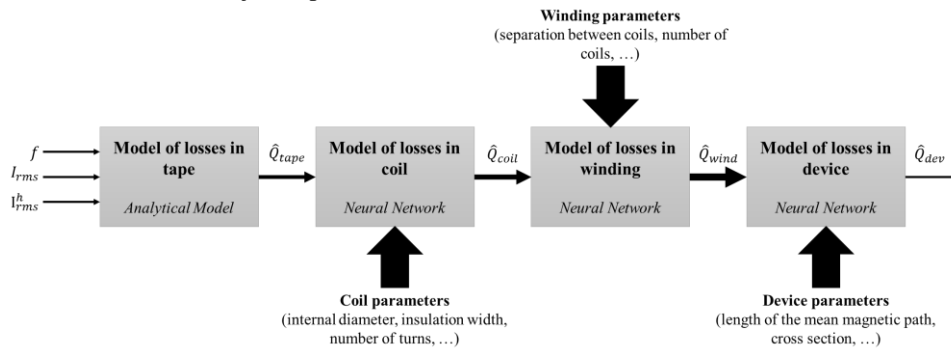 Winding parameters
(separation between coils, number of
coils, …)
f
I_rms
I^h_rms
Model of losses in
tape
Analytical Model
Q̂_tape
Model of losses in
coil
Neural Network
Q̂_coil
Model of losses in
winding
Neural Network
Q̂_wind
Model of losses in
device
Neural Network
Q̂_dev
Coil parameters
(internal diameter, insulation width,
number of turns, …)
Device parameters
(length of the mean magnetic path,
cross section, …)